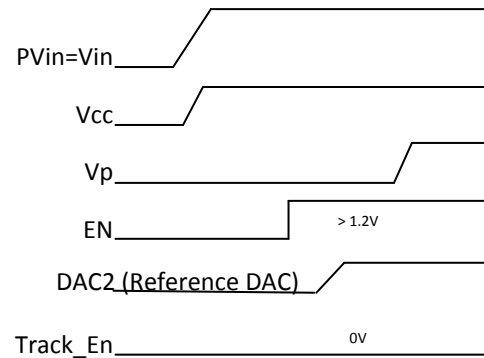 PVin=Vin
Vcc
Vp
EN
> 1.2V
DAC2 (Reference DAC)
Track_En
0V